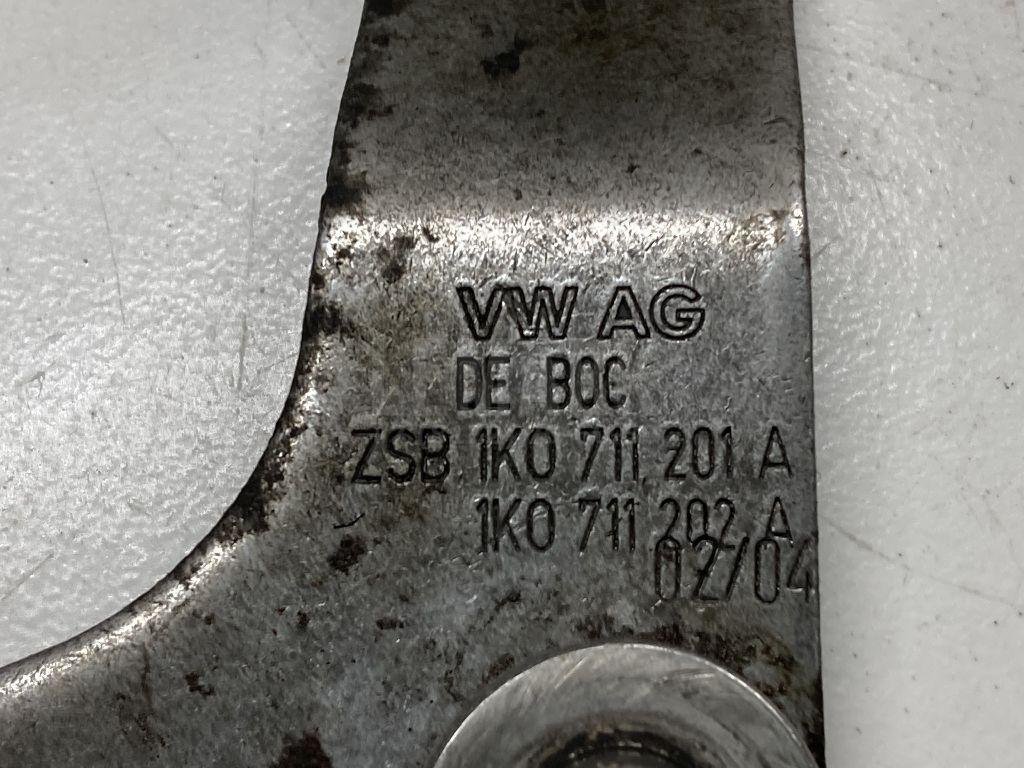 VW AG
DE BOC
ZSB 1K0 711 201 A
1K0 711 202 A
02/04